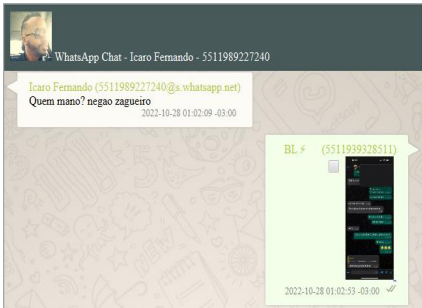 WhatsApp Chat - Icaro Fernando - 5511989227240
Icaro Fernando (5511989227240@s.whatsapp.net)
Quem mano? negao zagueiro
2022-10-28 01:02:09 -03:00
BL⚡ (5511939328511)
2022-10-28 01:02:53 -03:00